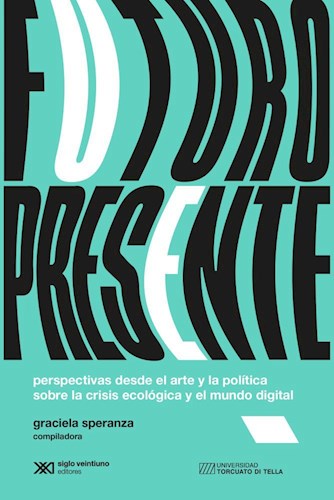 FUTURO
PRESENTE
perspectivas desde el arte y la política
sobre la crisis ecológica y el mundo digital
graciela speranza
compiladora
siglo veintiuno
editores
UNIVERSIDAD
TORCUATO DI TELLA